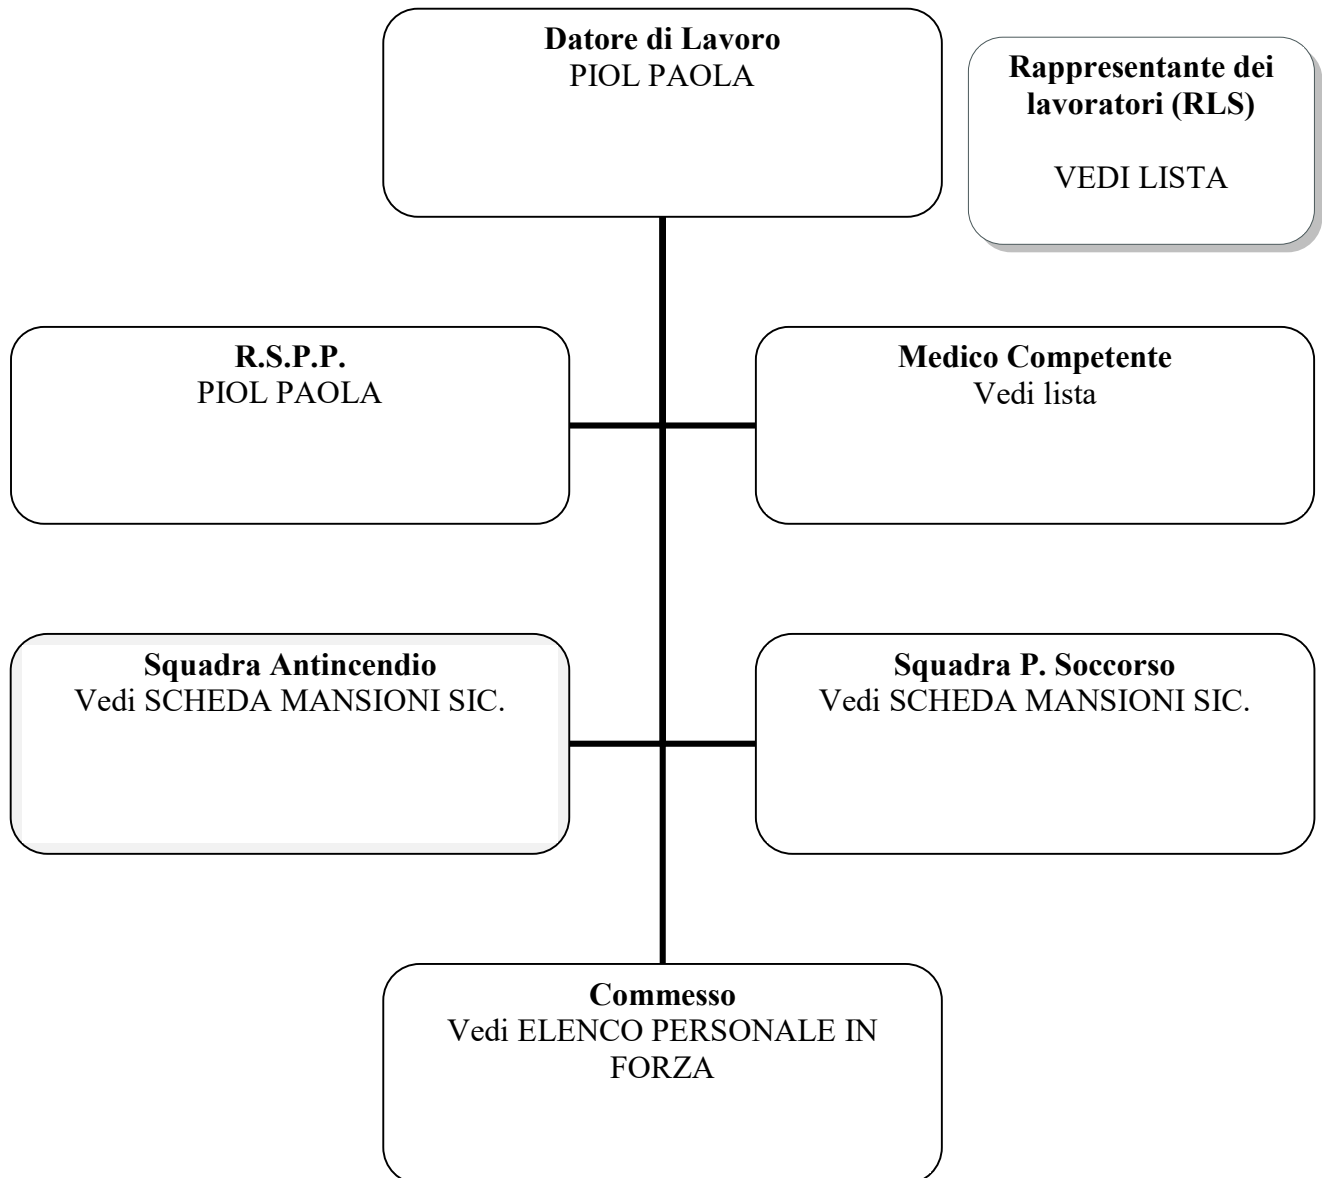 Datore di Lavoro
PIOL PAOLA
Rappresentante dei
lavoratori (RLS)
VEDI LISTA
R.S.P.P.
PIOL PAOLA
Medico Competente
Vedi lista
Squadra Antincendio
Vedi SCHEDA MANSIONI SIC.
Squadra P. Soccorso
Vedi SCHEDA MANSIONI SIC.
Commesso
Vedi ELENCO PERSONALE IN
FORZA